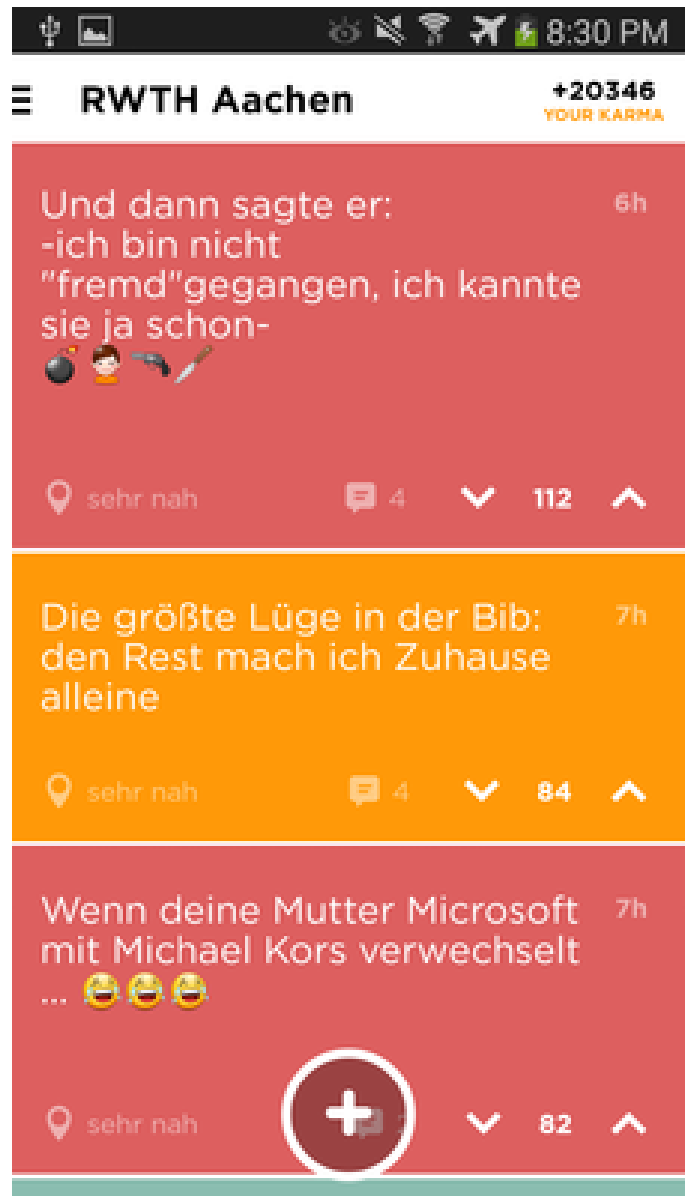 8:30 PM
RWTH Aachen
+20346
YOUR KARMA
Und dann sagte er:
6h
-ich bin nicht
"fremd"gegangen, ich kannte
sie ja schon-
sehr nah
4
112
Die größte Lüge in der Bib:
7h
den Rest mach ich Zuhause
alleine
sehr nah
4
84
Wenn deine Mutter Microsoft
7h
mit Michael Kors verwechselt
... 😂😂😂
sehr nah
82